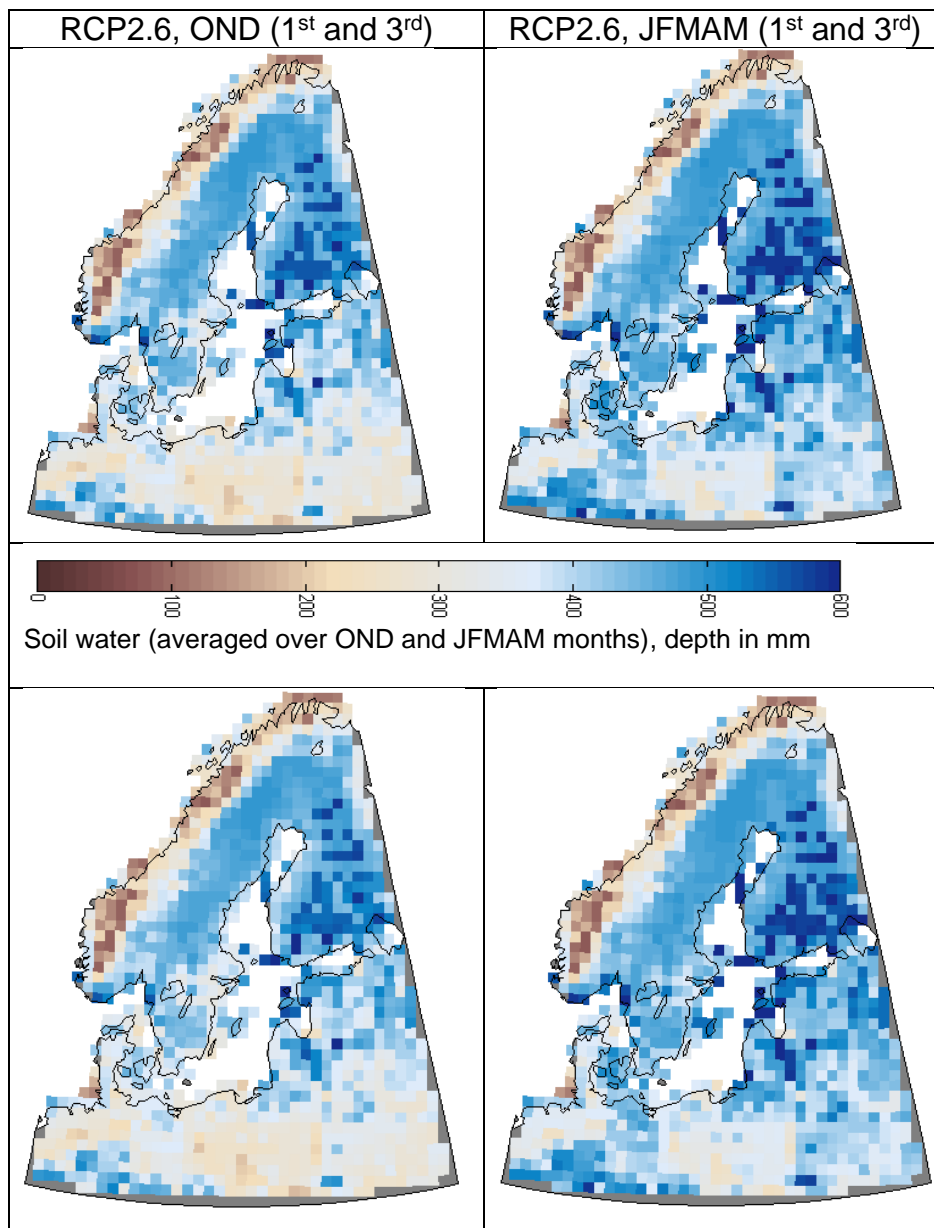 RCP2.6, OND (1st and 3rd)
RCP2.6, JFMAM (1st and 3rd)
0 100 200 300 400 500 600
Soil water (averaged over OND and JFMAM months), depth in mm